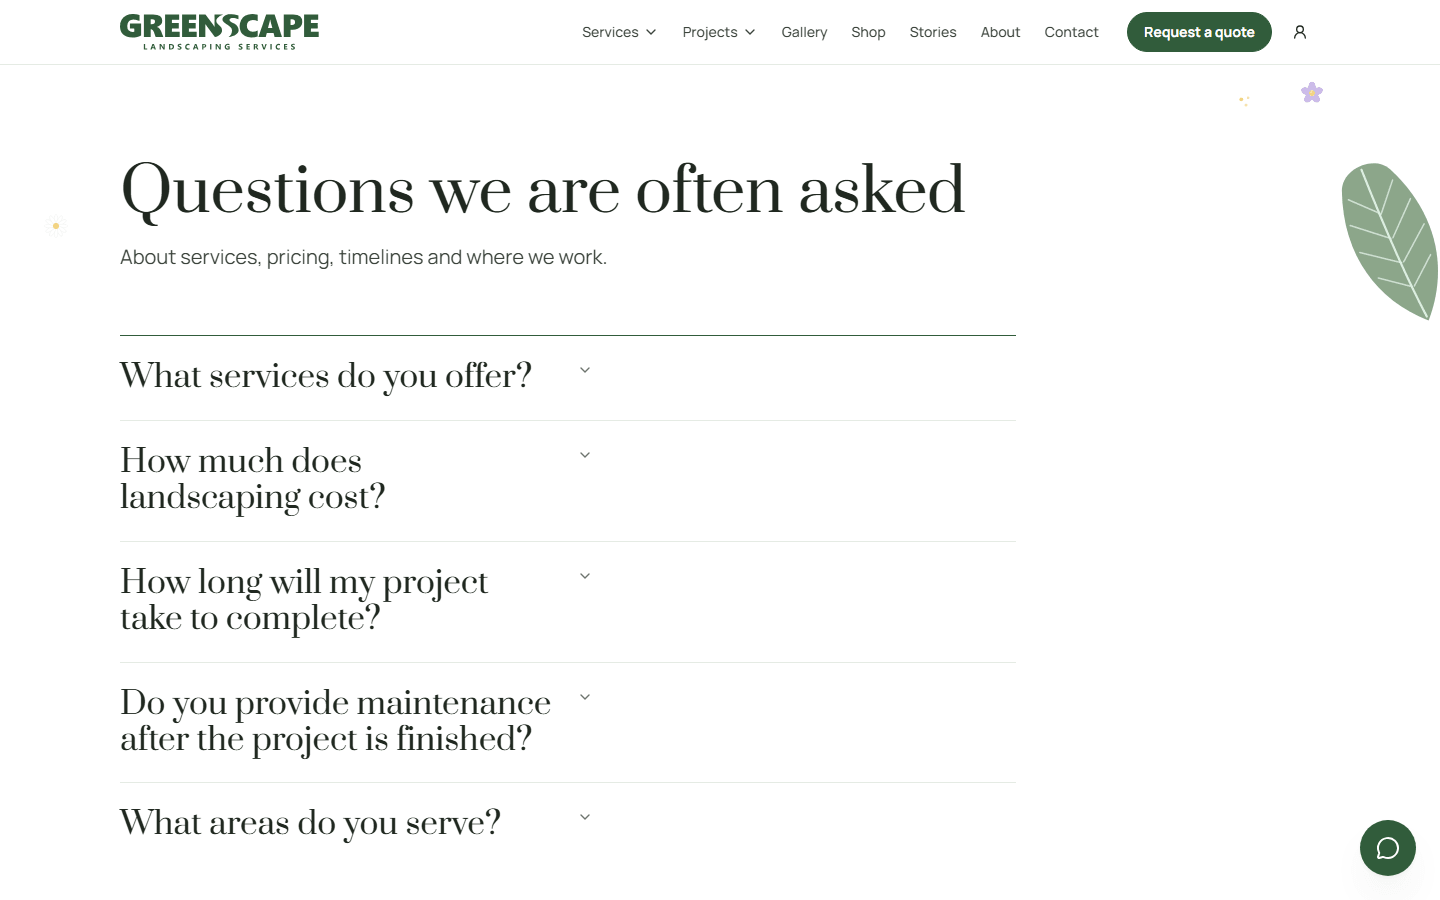 GREENSCAPE
LANDSCAPING SERVICES
Services
Projects
Gallery
Shop
Stories
About
Contact
Request a quote
Questions we are often asked
About services, pricing, timelines and where we work.
What services do you offer?
How much does
landscaping cost?
How long will my project
take to complete?
Do you provide maintenance
after the project is finished?
What areas do you serve?